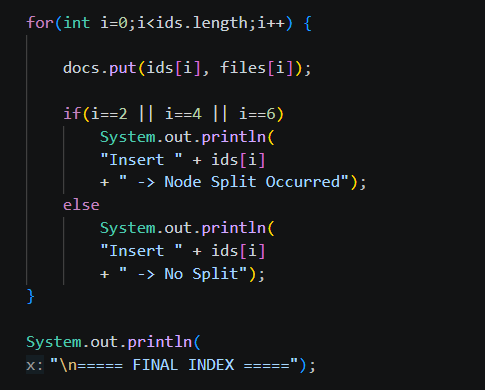 for(int i=0;i<ids.length;i++) {
docs.put(ids[i], files[i]);
if(i==2 || i==4 || i==6)
System.out.println(
"Insert " + ids[i]
+ " -> Node Split Occurred");
else
System.out.println(
"Insert " + ids[i]
+ " -> No Split");
}
System.out.println(
x: "\n===== FINAL INDEX =====");